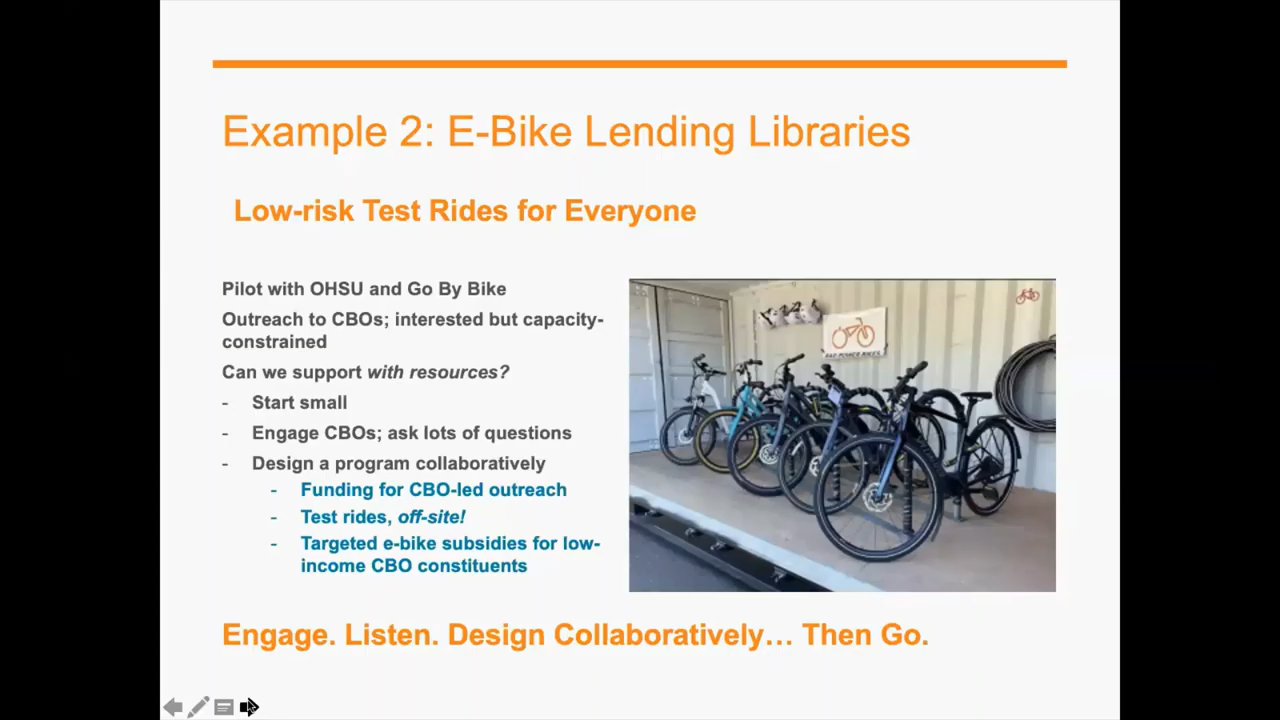 Example 2: E-Bike Lending Libraries
Low-risk Test Rides for Everyone
Pilot with OHSU and Go By Bike
Outreach to CBOs; interested but capacity-
constrained
Can we support with resources?
- Start small
- Engage CBOs; ask lots of questions
- Design a program collaboratively
- Funding for CBO-led outreach
- Test rides, off-site!
- Targeted e-bike subsidies for low-
income CBO constituents
RAD POWER BIKES
Engage. Listen. Design Collaboratively… Then Go.